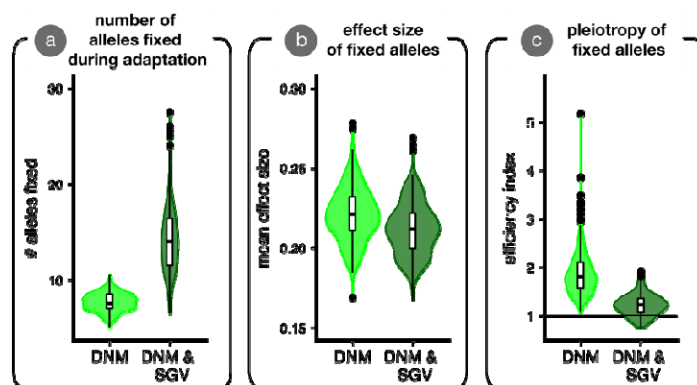 a
number of
alleles fixed
during adaptation
# alleles fixed
30
20
10
DNM
DNM &
SGV
b
effect size
of fixed alleles
mean effect size
0.30
0.25
0.20
0.15
DNM
DNM &
SGV
c
pleiotropy of
fixed alleles
efficiency index
5
4
3
2
1
DNM
DNM &
SGV